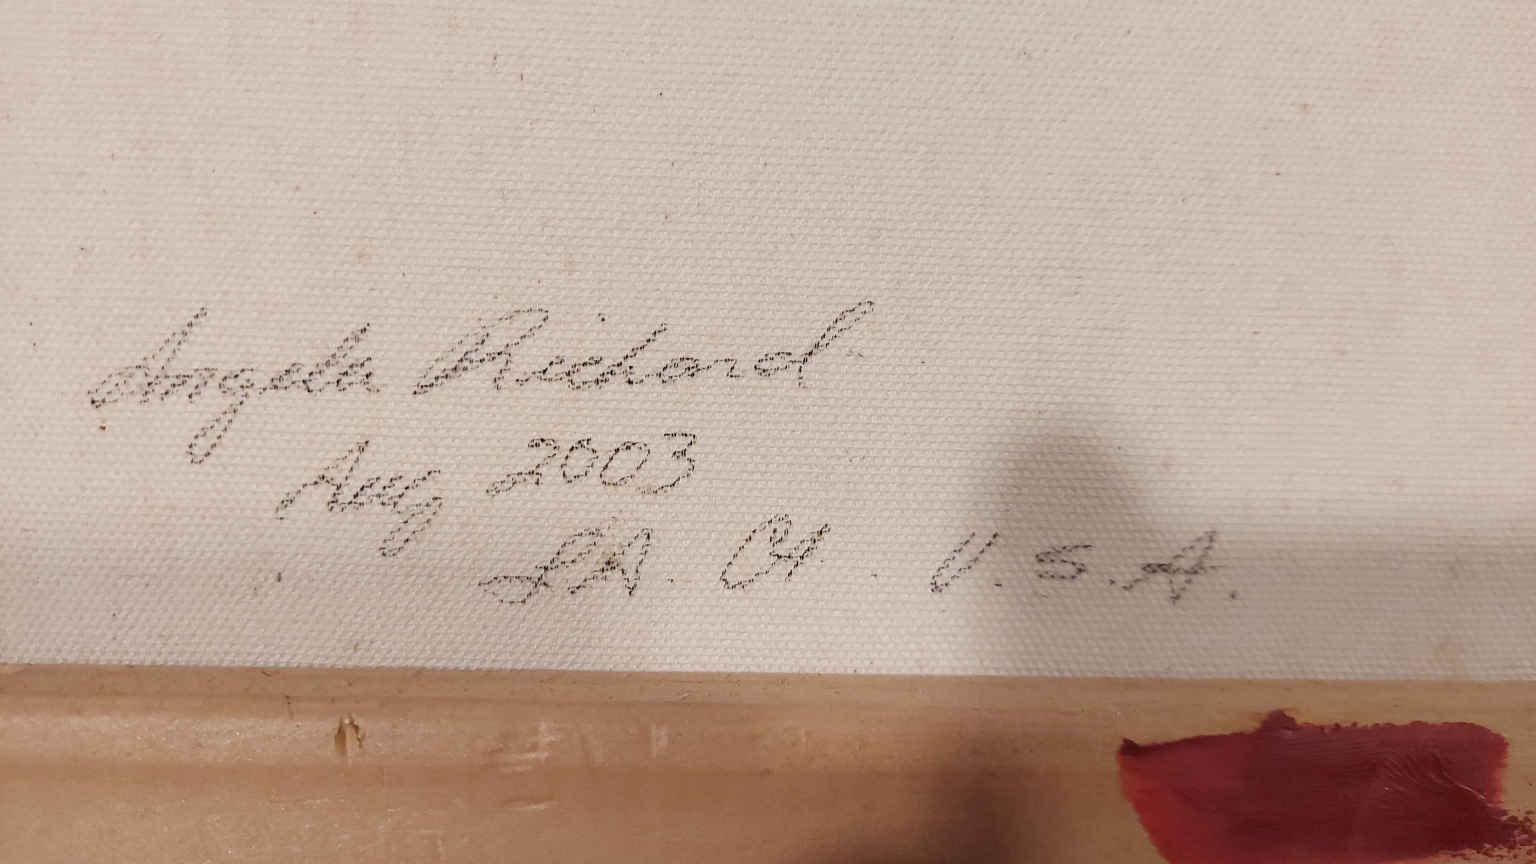 Angela Richard
Aug 2003
LA. CA. U.S.A.